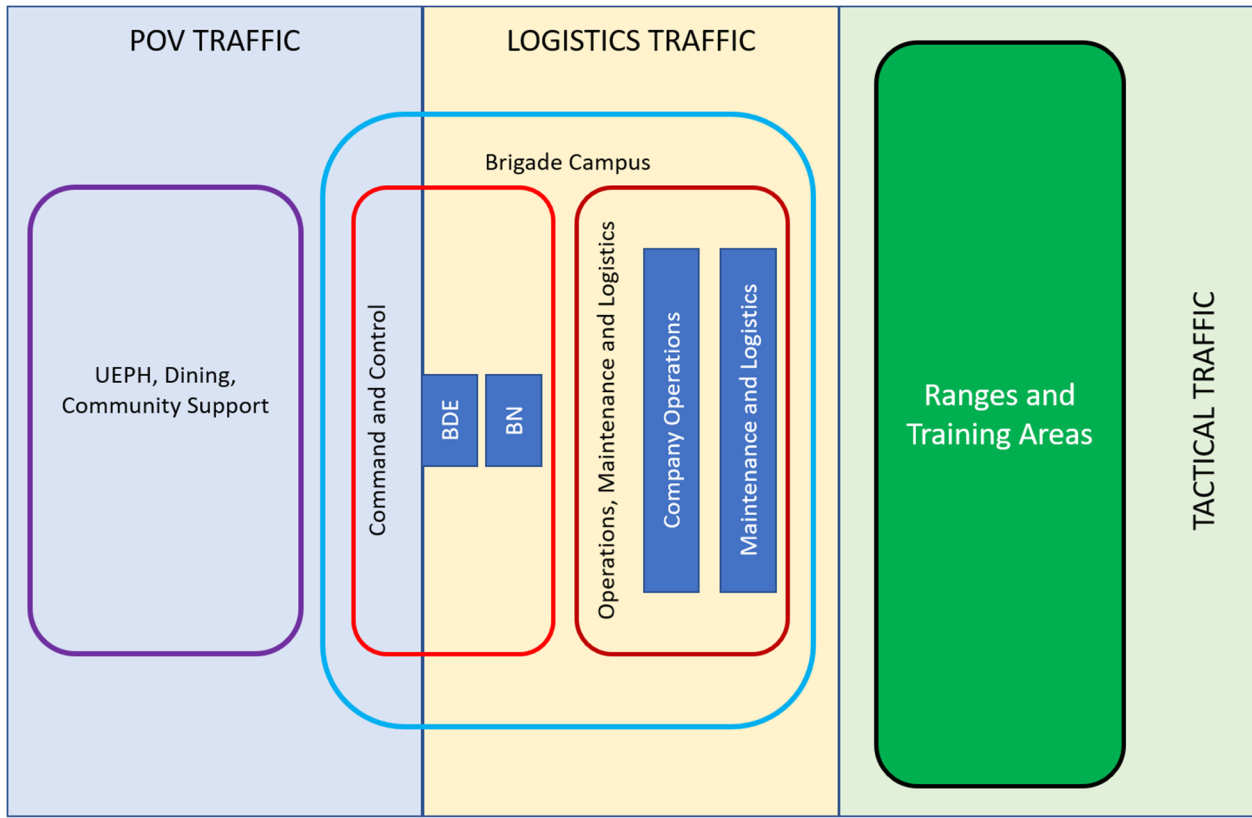 POV TRAFFIC
LOGISTICS TRAFFIC
Brigade Campus
UEPH, Dining,
Community Support
Command and Control
BDE
BN
Operations, Maintenance and Logistics
Company Operations
Maintenance and Logistics
Ranges and
Training Areas
TACTICAL TRAFFIC